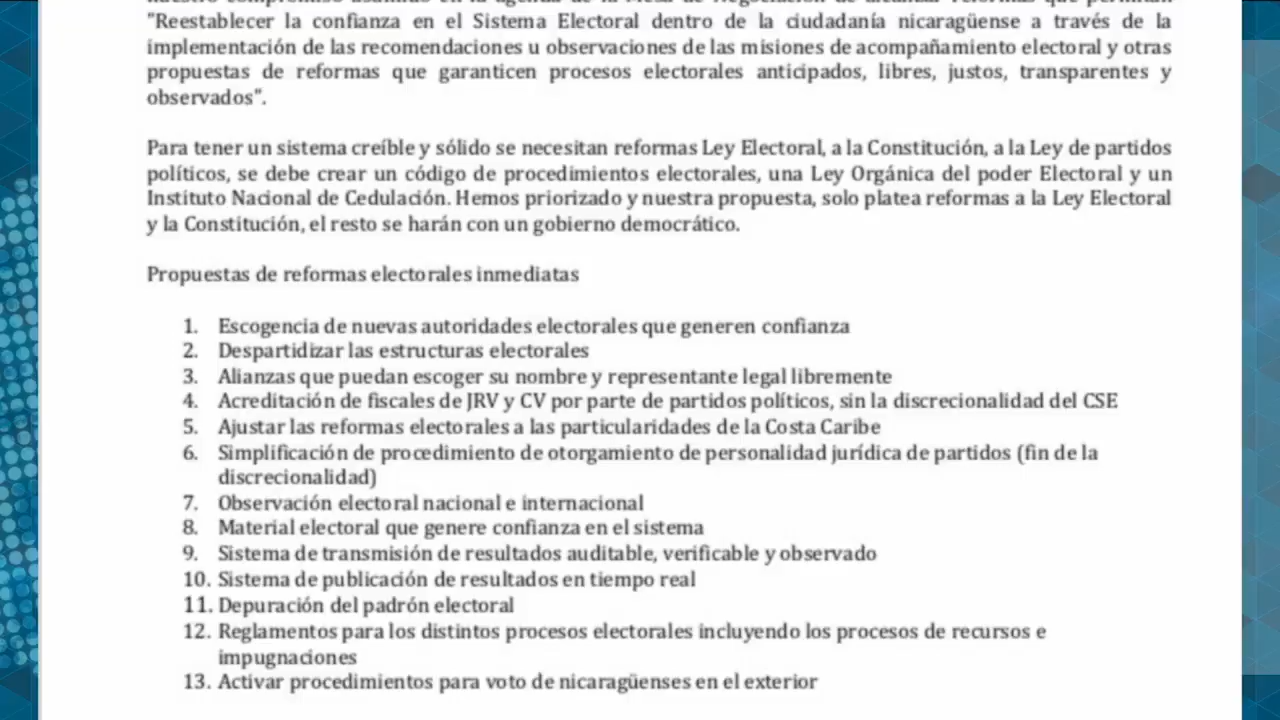 "Reestablecer la confianza en el Sistema Electoral dentro de la ciudadanía nicaragüense a través de la
implementación de las recomendaciones u observaciones de las misiones de acompañamiento electoral y otras
propuestas de reformas que garanticen procesos electorales anticipados, libres, justos, transparentes y
observados".
Para tener un sistema creíble y sólido se necesitan reformas Ley Electoral, a la Constitución, a la Ley de partidos
políticos, se debe crear un código de procedimientos electorales, una Ley Orgánica del poder Electoral y un
Instituto Nacional de Cedulación. Hemos priorizado y nuestra propuesta, solo platea reformas a la Ley Electoral
y la Constitución, el resto se harán con un gobierno democrático.
Propuestas de reformas electorales inmediatas
1. Escogencia de nuevas autoridades electorales que generen confianza
2. Despartidizar las estructuras electorales
3. Alianzas que puedan escoger su nombre y representante legal libremente
4. Acreditación de fiscales de JRV y CV por parte de partidos políticos, sin la discrecionalidad del CSE
5. Ajustar las reformas electorales a las particularidades de la Costa Caribe
6. Simplificación de procedimiento de otorgamiento de personalidad jurídica de partidos (fin de la
discrecionalidad)
7. Observación electoral nacional e internacional
8. Material electoral que genere confianza en el sistema
9. Sistema de transmisión de resultados auditable, verificable y observado
10. Sistema de publicación de resultados en tiempo real
11. Depuración del padrón electoral
12. Reglamentos para los distintos procesos electorales incluyendo los procesos de recursos e
impugnaciones
13. Activar procedimientos para voto de nicaragüenses en el exterior